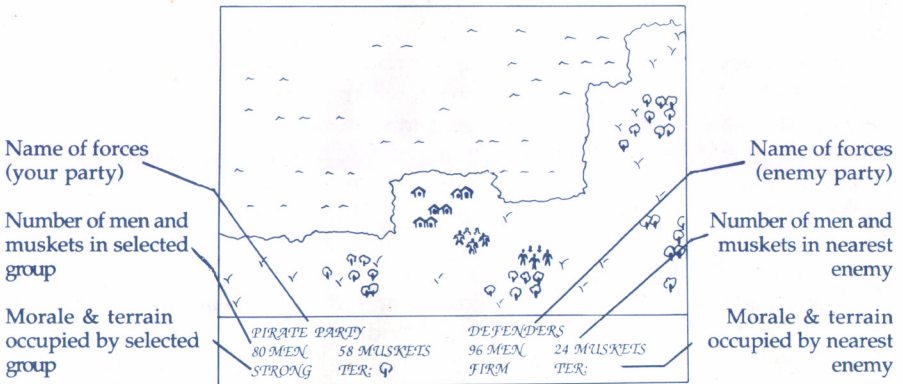 Name of forces
(your party)
Number of men and
muskets in selected
group
Morale & terrain
occupied by selected
group
PIRATE PARTY
80 MEN 58 MUSKETS
STRONG TER:
DEFENDERS
96 MEN 24 MUSKETS
FIRM TER:
Name of forces
(enemy party)
Number of men and
muskets in nearest
enemy
Morale & terrain
occupied by nearest
enemy